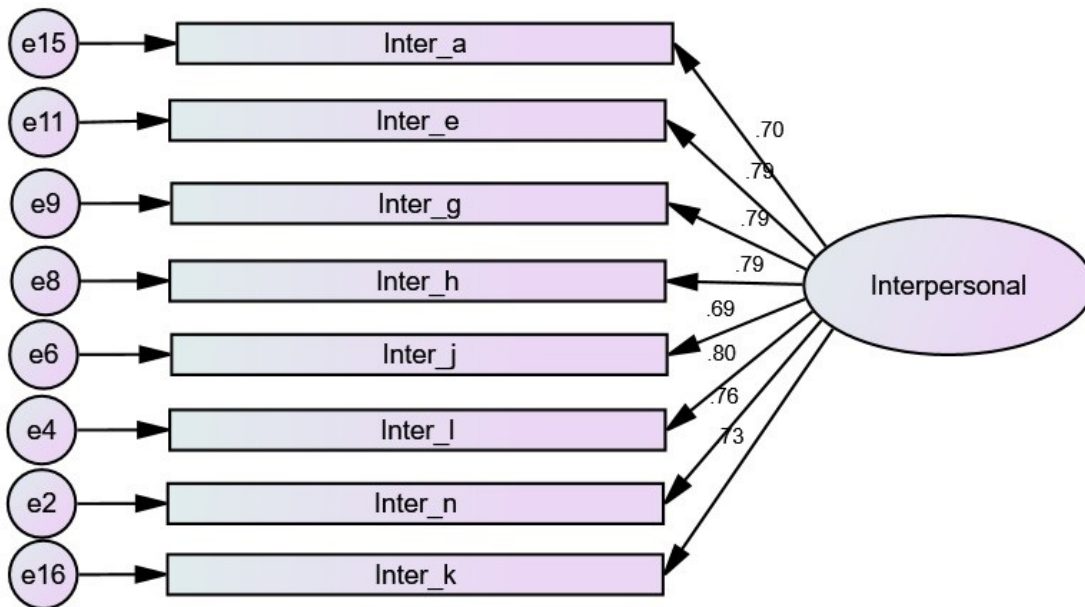 e15
Inter_a
.70
e11
Inter_e
.79
e9
Inter_g
.79
e8
Inter_h
.79
Interpersonal
e6
Inter_j
.69
e4
Inter_l
.80
e2
Inter_n
.76
e16
Inter_k
.73